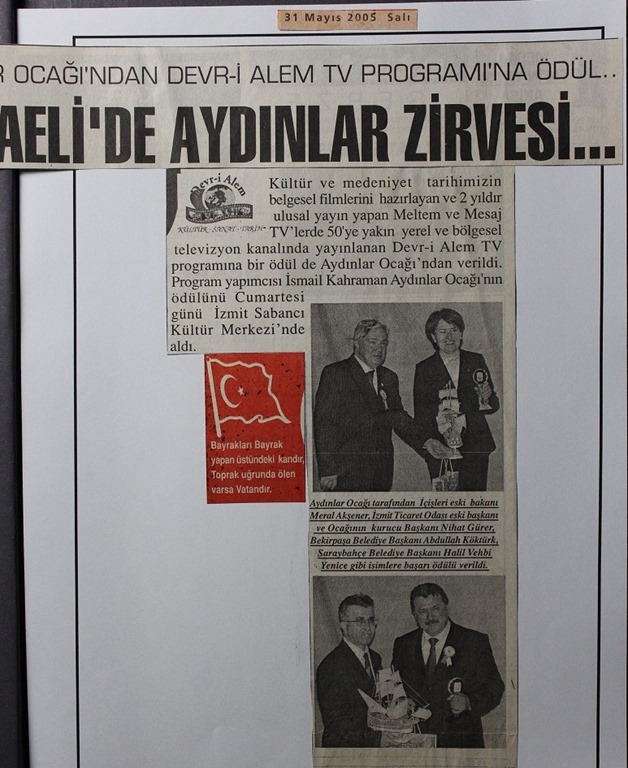 31 Mayıs 2005 Salı
R OCAĞI'NDAN DEVR-İ ALEM TV PROGRAMI'NA ÖDÜL..
AELİ'DE AYDINLAR ZİRVESİ...
Devr-i Alem
KÜLTÜR - SANAT - TARİH
Kültür ve medeniyet tarihimizin
belgesel filmlerini hazırlayan ve 2 yıldır
ulusal yayın yapan Meltem ve Mesaj
TV'lerde 50'ye yakın yerel ve bölgesel
televizyon kanalında yayınlanan Devr-i Alem TV
programına bir ödül de Aydınlar Ocağı'ndan verildi.
Program yapımcısı İsmail Kahraman Aydınlar Ocağı'nın
ödülünü Cumartesi
günü İzmit Sabancı
Kültür Merkezi'nde
aldı.
Bayrakları Bayrak
yapan üstündeki kandır,
Toprak uğrunda ölen
varsa Vatandır.
Aydınlar Ocağı tarafından İçişleri eski bakanı
Meral Akşener, İzmit Ticaret Odası eski başkanı
ve Ocağının kurucu Başkanı Nihat Gürer,
Bekirpaşa Belediye Başkanı Abdullah Köktürk,
Saraybahçe Belediye Başkanı Halil Vehbi
Yenice gibi isimlere başarı ödülü verildi.